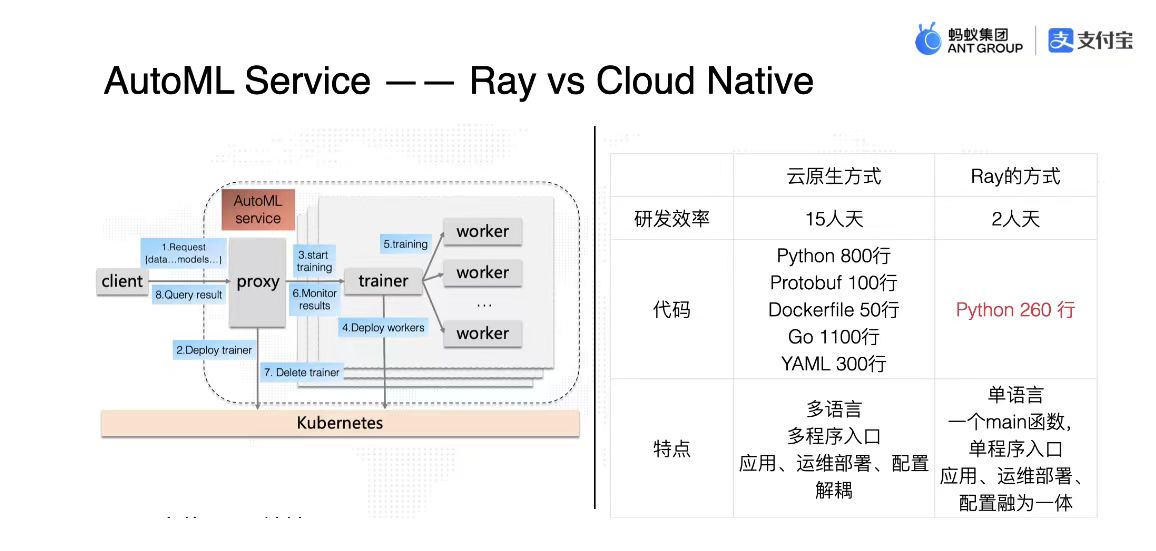 蚂蚁集团
ANT GROUP
支付宝
AutoML Service —— Ray vs Cloud Native
AutoML
service
1.Request
[data...models...]
client
8.Query result
proxy
3.start
training
6.Monitor
results
trainer
5.training
worker
worker
...
worker
4.Deploy workers
2.Deploy trainer
7. Delete trainer
Kubernetes
云原生方式
Ray的方式
研发效率
15人天
2人天
代码
Python 800行
Protobuf 100行
Dockerfile 50行
Go 1100行
YAML 300行
Python 260 行
特点
多语言
多程序入口
应用、运维部署、配置
解耦
单语言
一个main函数,
单程序入口
应用、运维部署、
配置融为一体